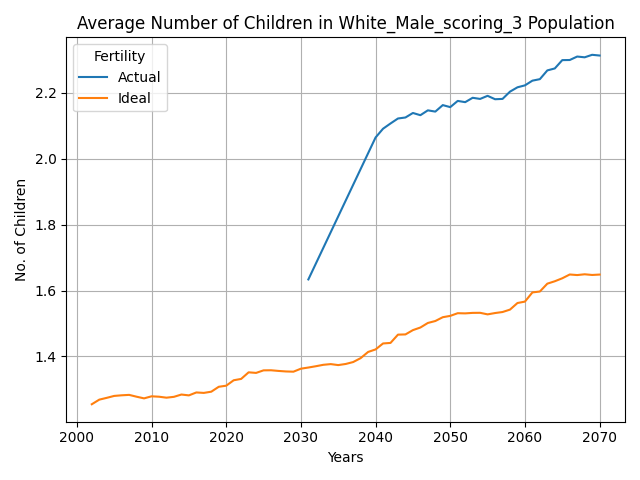 Average Number of Children in White_Male_scoring_3 Population
Fertility
Actual
Ideal
No. of Children
2.2
2.0
1.8
1.6
1.4
2000 2010 2020 2030 2040 2050 2060 2070
Years